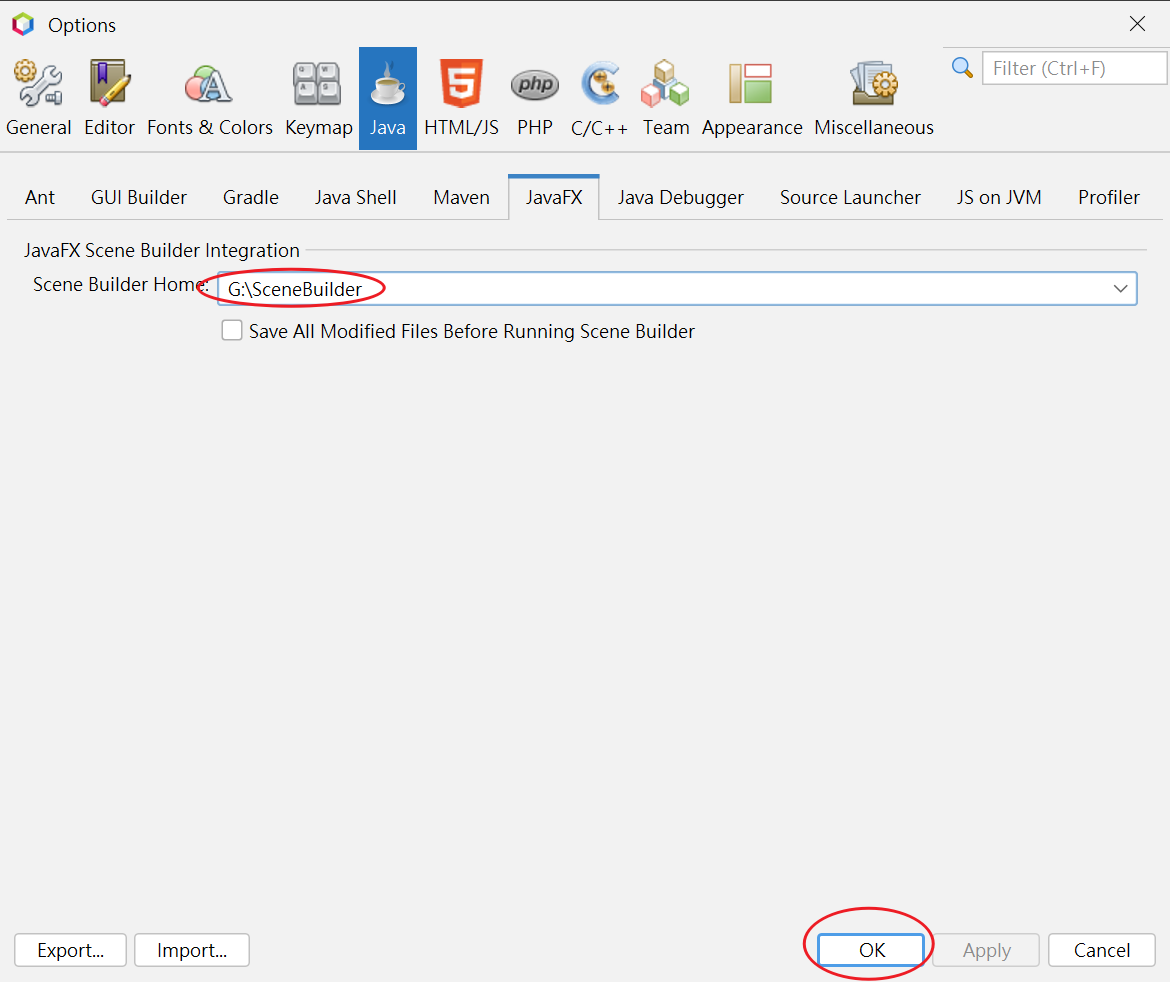 Options
Filter (Ctrl+F)
General Editor Fonts & Colors Keymap Java HTML/JS PHP C/C++ Team Appearance Miscellaneous
Ant GUI Builder Gradle Java Shell Maven JavaFX Java Debugger Source Launcher JS on JVM Profiler
JavaFX Scene Builder Integration
Scene Builder Home: G:\SceneBuilder
Save All Modified Files Before Running Scene Builder
Export... Import... OK Apply Cancel